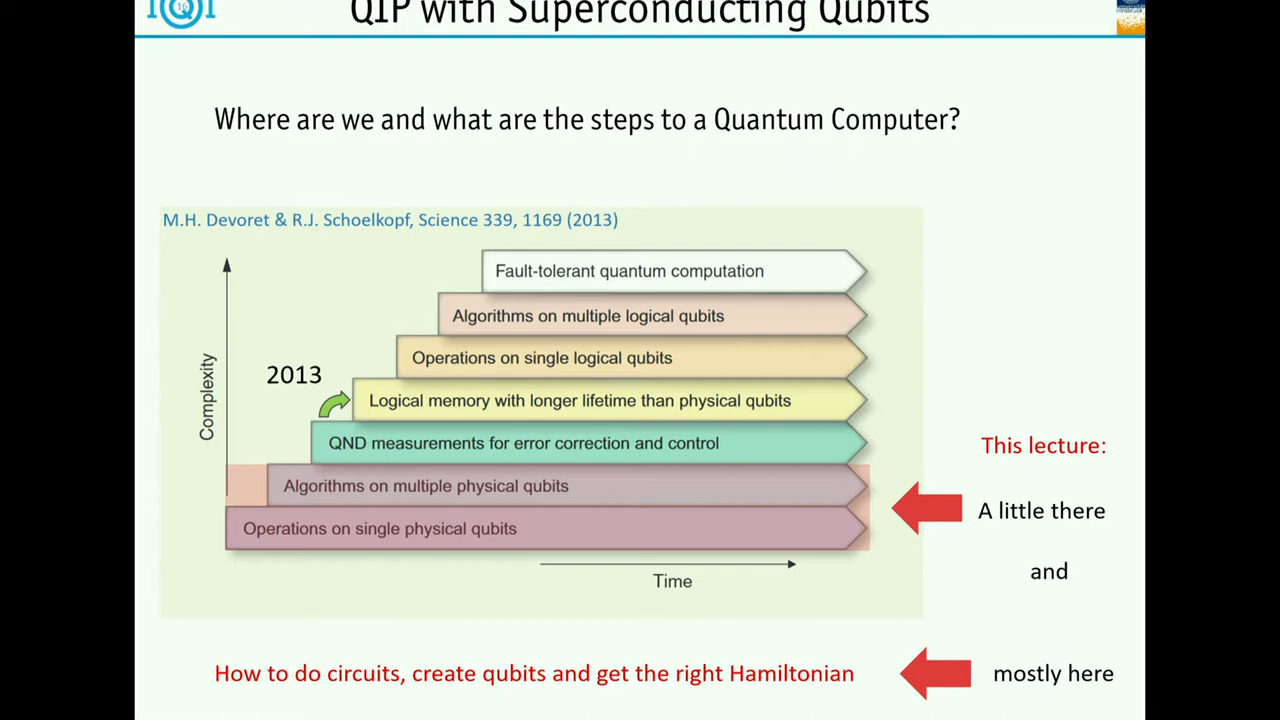 QIP with Superconducting Qubits
Where are we and what are the steps to a Quantum Computer?
M.H. Devoret & R.J. Schoelkopf, Science 339, 1169 (2013)
Fault-tolerant quantum computation
Algorithms on multiple logical qubits
Operations on single logical qubits
2013
Logical memory with longer lifetime than physical qubits
QND measurements for error correction and control
Algorithms on multiple physical qubits
Operations on single physical qubits
Complexity
Time
This lecture:
A little there
and
How to do circuits, create qubits and get the right Hamiltonian
mostly here